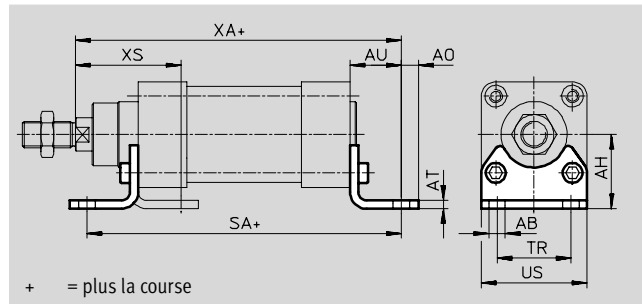 XA+
XS
AU
AO
AT
SA+
AH
AB
TR
US
+ = plus la course